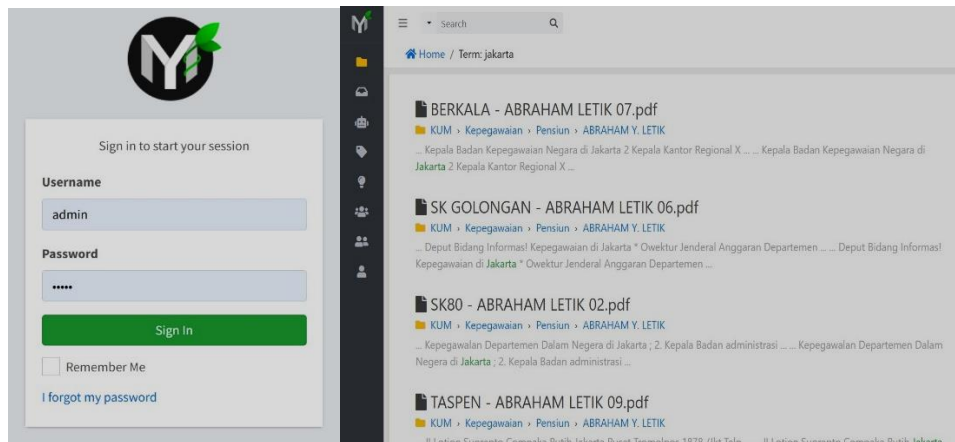 Sign in to start your session
Username
admin
Password
Sign In
Remember Me
I forgot my password
Search
Home / Term: jakarta
BERKALA - ABRAHAM LETIK 07.pdf
KUM › Kepegawaian › Pensiun › ABRAHAM Y. LETIK
... Kepala Badan Kepegawaian Negara di Jakarta 2 Kepala Kantor Regional X ... ... Kepala Badan Kepegawaian Negara di
Jakarta 2 Kepala Kantor Regional X ...
SK GOLONGAN - ABRAHAM LETIK 06.pdf
KUM › Kepegawaian › Pensiun › ABRAHAM Y. LETIK
... Deput Bidang Informas! Kepegawaian di Jakarta * Owektur Jenderal Anggaran Departemen ... ... Deput Bidang Informas!
Kepegawaian di Jakarta * Owektur Jenderal Anggaran Departemen ...
SK80 - ABRAHAM LETIK 02.pdf
KUM › Kepegawaian › Pensiun › ABRAHAM Y. LETIK
... Kepegawalan Departemen Dalam Negera di Jakarta ; 2. Kepala Badan administrasi ... ... Kepegawalan Departemen Dalam
Negera di Jakarta ; 2. Kepala Badan administrasi ...
TASPEN - ABRAHAM LETIK 09.pdf
KUM › Kepegawaian › Pensiun › ABRAHAM Y. LETIK